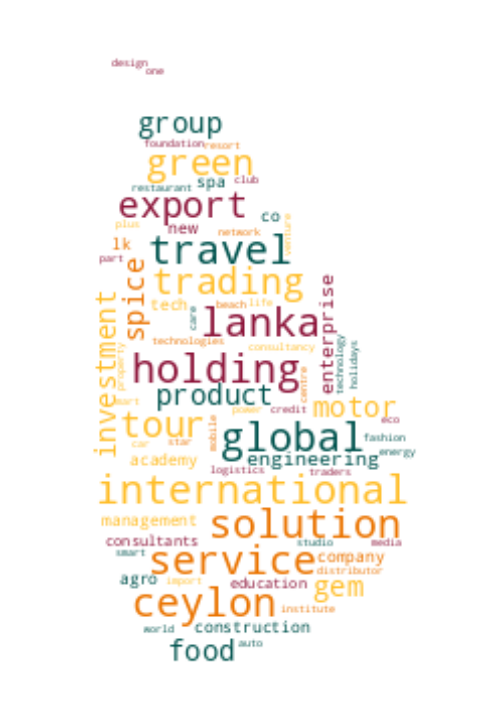 design
one
group
foundation resort
green
restaurant spa club
export co
plus new network venture
lk travel
part
spice trading
tech care beach life
investment lanka enterprise
technologies consultancy technology holidays
property holding centre
product
mart power credit motor
tour mobile eco
car star global fashion
academy engineering energy
logistics traders
international
management solution
consultants studio media
smart service company
distributor
agro import education gem
ceylon institute
world construction
food auto